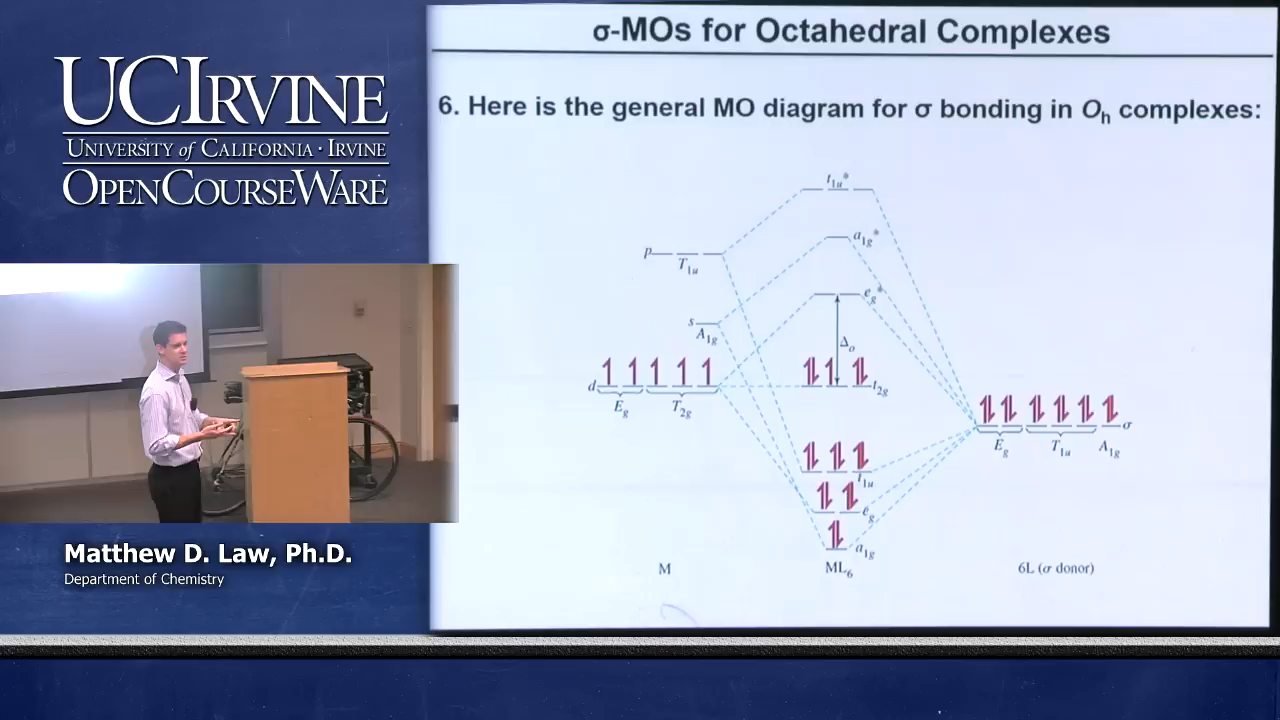 UCIRVINE
UNIVERSITY of CALIFORNIA · IRVINE
OPENCOURSEWARE
Matthew D. Law, Ph.D.
Department of Chemistry
σ-MOs for Octahedral Complexes
6. Here is the general MO diagram for σ bonding in Oh complexes:
t1u*
a1g*
p
T1u
eg*
s
A1g
Δo
d
t2g
Eg
T2g
σ
Eg
T1u
A1g
t1u
eg
a1g
M
ML6
6L (σ donor)